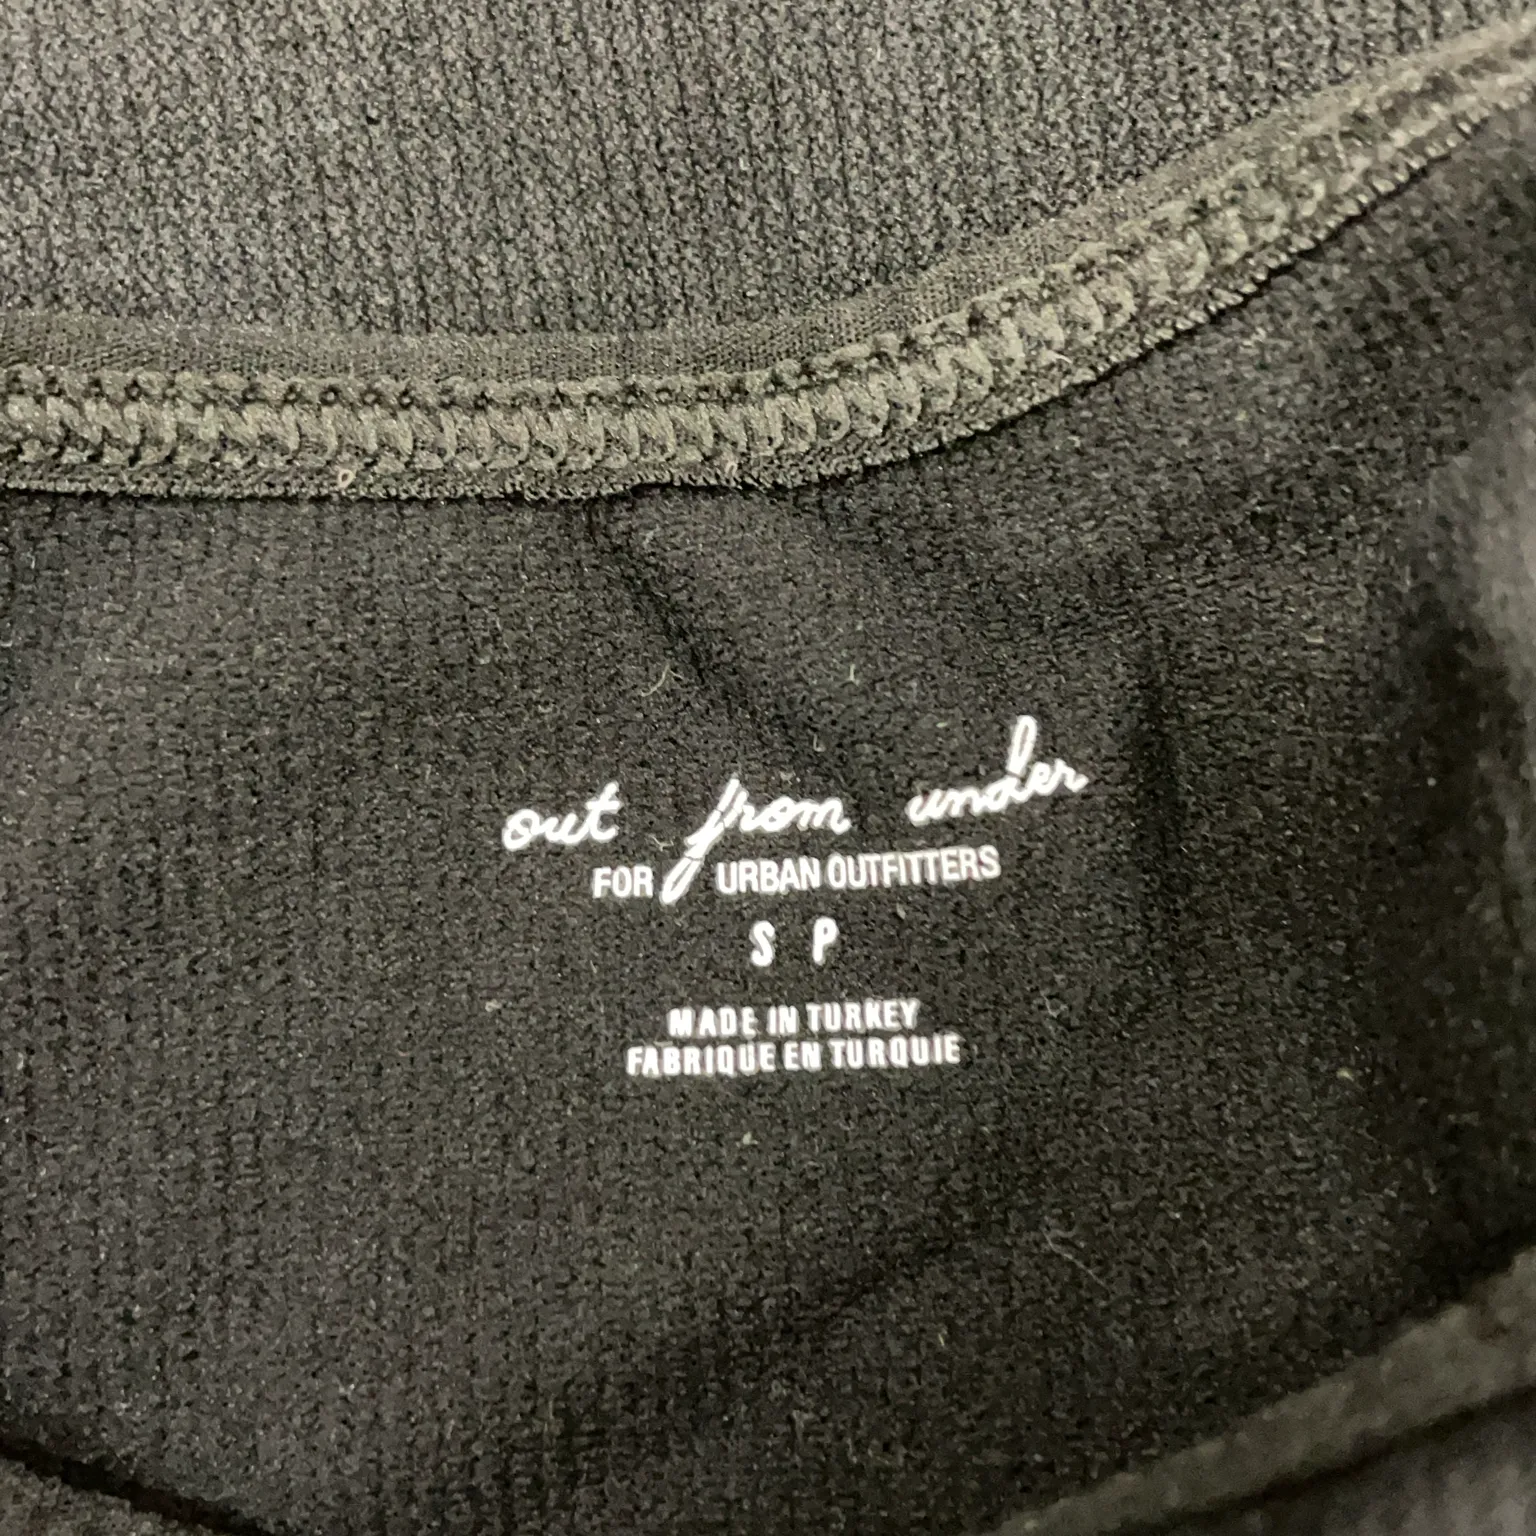 out from under
FOR URBAN OUTFITTERS
S P
MADE IN TURKEY
FABRIQUE EN TURQUIE